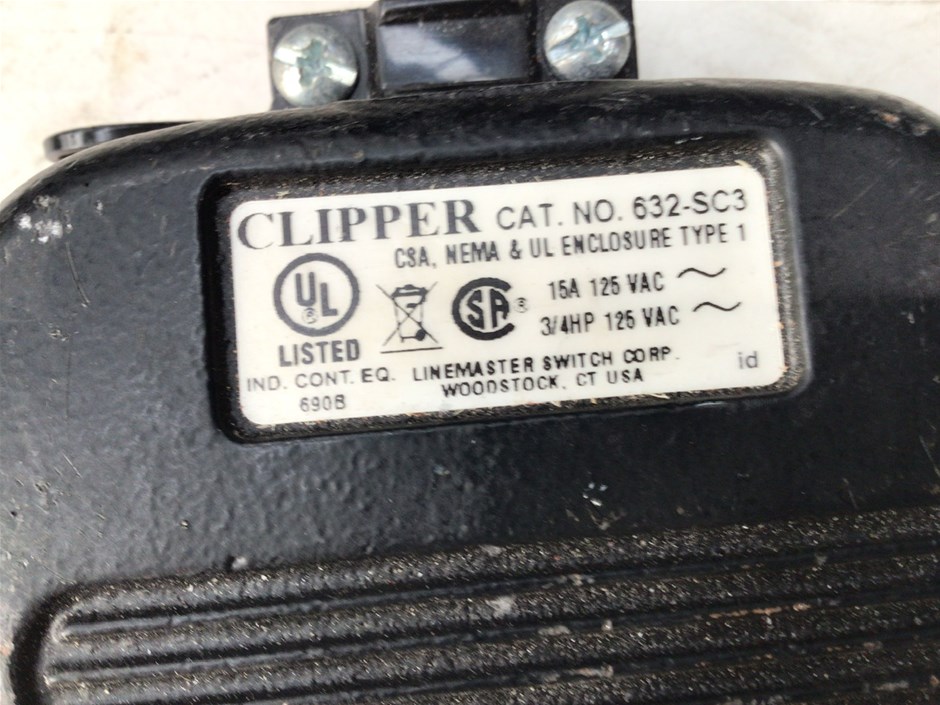 CLIPPER CAT. NO. 632-SC3
CSA, NEMA & UL ENCLOSURE TYPE 1
UL ®
LISTED
CSA ®
15A 125 VAC ~
3/4HP 125 VAC ~
IND. CONT. EQ.
690B
LINEMASTER SWITCH CORP.
WOODSTOCK, CT USA
id